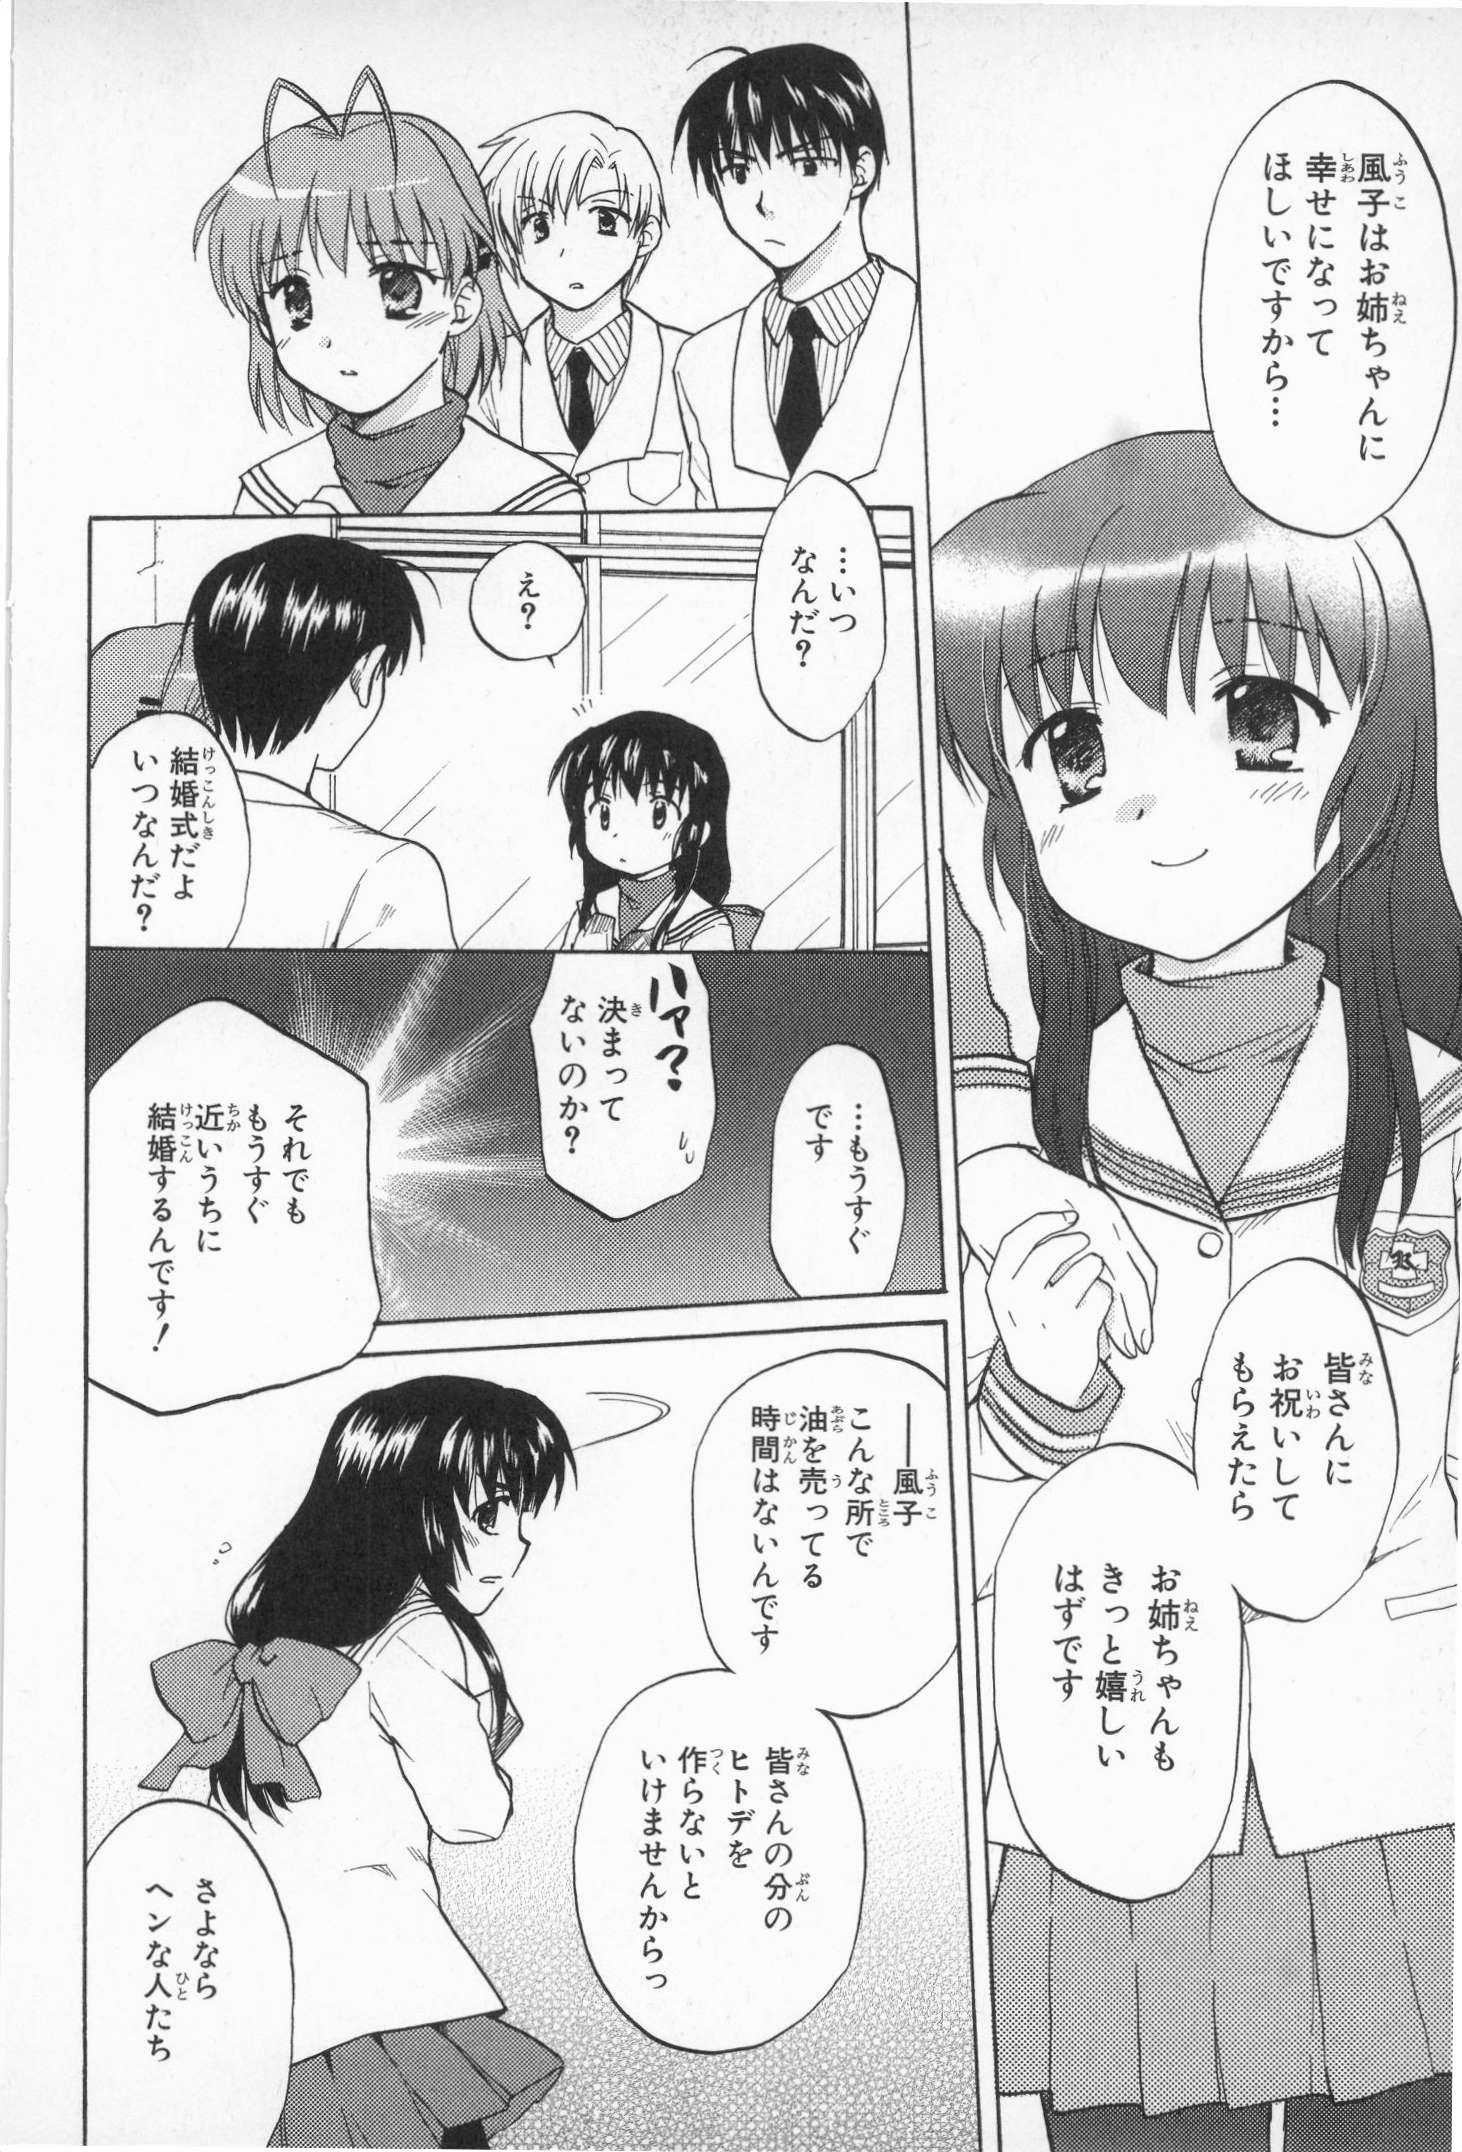 風子はお姉ちゃんに
幸せになって
ほしいですから…
皆さんに
お祝いして
もらえたら
お姉ちゃんも
きっと嬉しい
はずです
…いつ
なんだ?
え?
結婚式だよ
いつなんだ?
…もうすぐ
です
ハァ?
決まって
ないのか?
それでも
もうすぐ
近いうちに
結婚するんです!
──風子
こんな所で
油を売ってる
時間はないんです
皆さんの分の
ヒトデを
作らないと
いけませんからっ
さよなら
ヘンな人たち